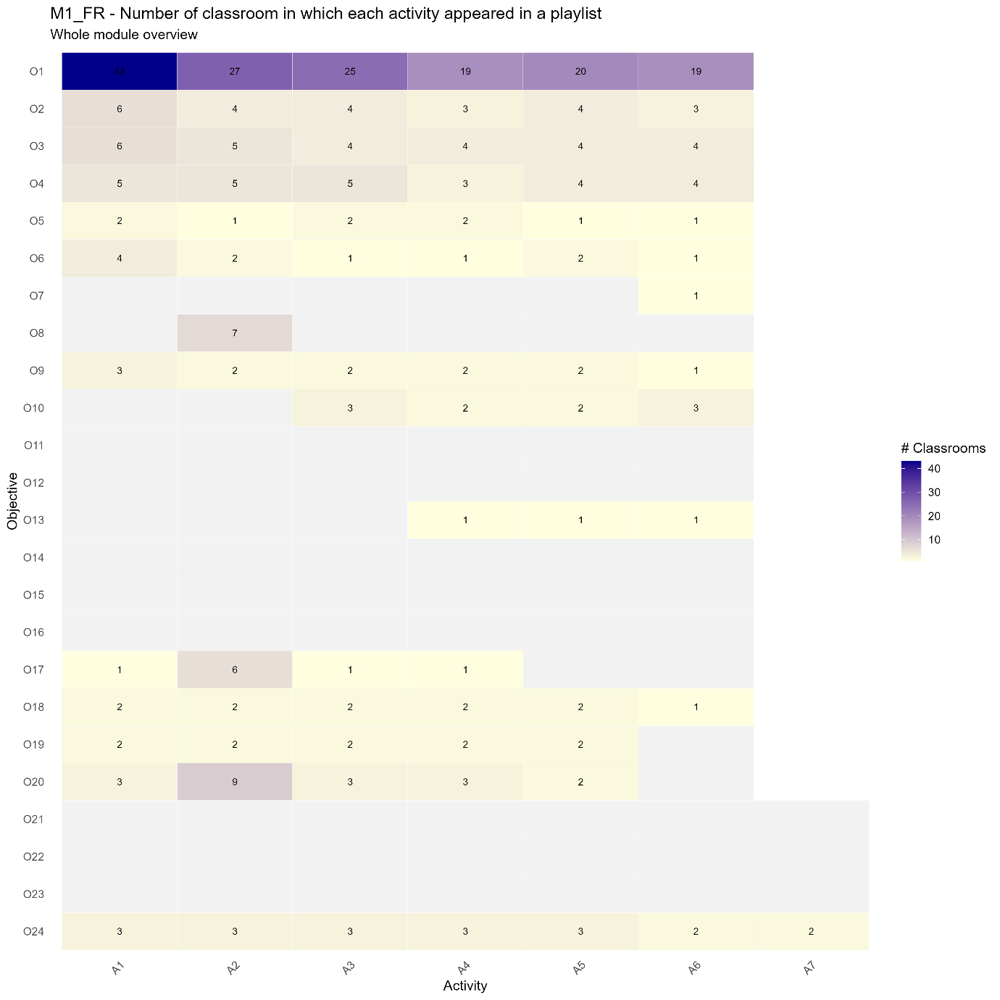 M1_FR - Number of classroom in which each activity appeared in a playlist
Whole module overview
O1 43 27 25 19 20 19
O2 6 4 4 3 4 3
O3 6 5 4 4 4 4
O4 5 5 5 3 4 4
O5 2 1 2 2 1 1
O6 4 2 1 1 2 1
O7 1
O8 7
O9 3 2 2 2 2 1
O10 3 2 2 3
O11
O12
O13 1 1 1
O14
O15
O16
O17 1 6 1 1
O18 2 2 2 2 2 1
O19 2 2 2 2 2
O20 3 9 3 3 2
O21
O22
O23
O24 3 3 3 3 3 2 2
A1 A2 A3 A4 A5 A6 A7
Activity
Objective
# Classrooms
40
30
20
10